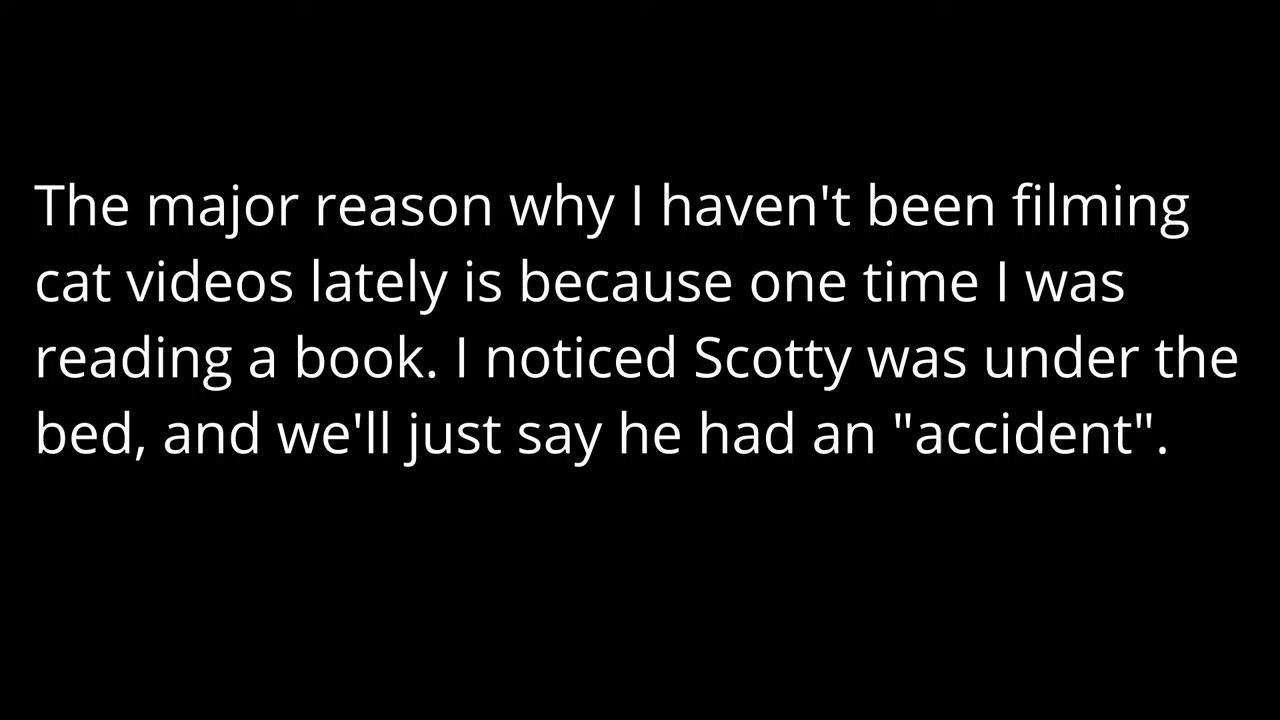 The major reason why I haven't been filming
cat videos lately is because one time I was
reading a book. I noticed Scotty was under the
bed, and we'll just say he had an "accident".